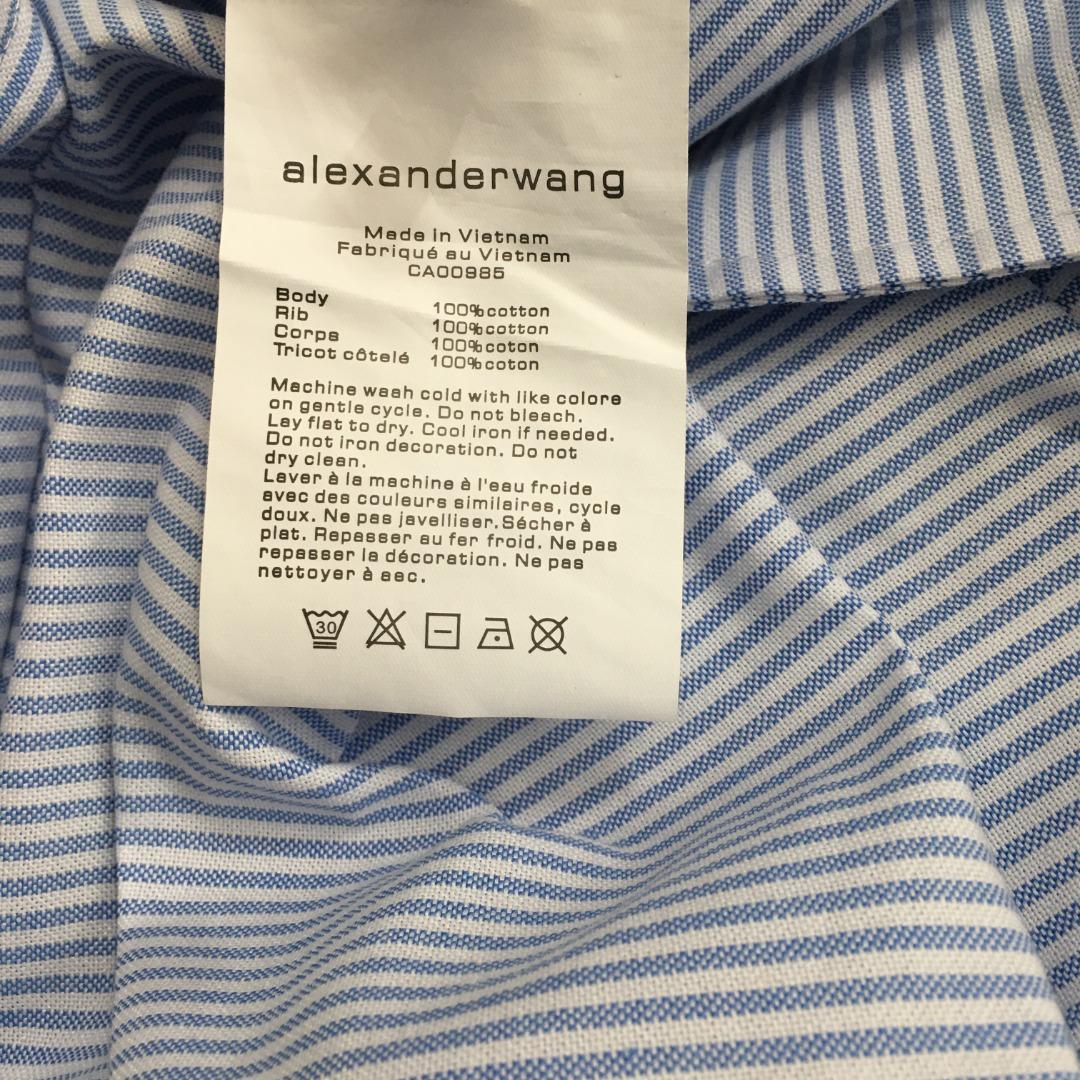 alexanderwang
Made in Vietnam
Fabriqué au Vietnam
CA00985
Body 100%cotton
Rib 100%cotton
Corps 100%coton
Tricot côtelé 100%coton
Machine wash cold with like colore
on gentle cycle. Do not bleach.
Lay flat to dry. Cool iron if needed.
Do not iron decoration. Do not
dry clean.
Laver à la machine à l'eau froide
avec des couleurs similaires, cycle
doux. Ne pas javelliser.Sécher à
plat. Repasser au fer froid. Ne pas
repasser la décoration. Ne pas
nettoyer à sec.
30